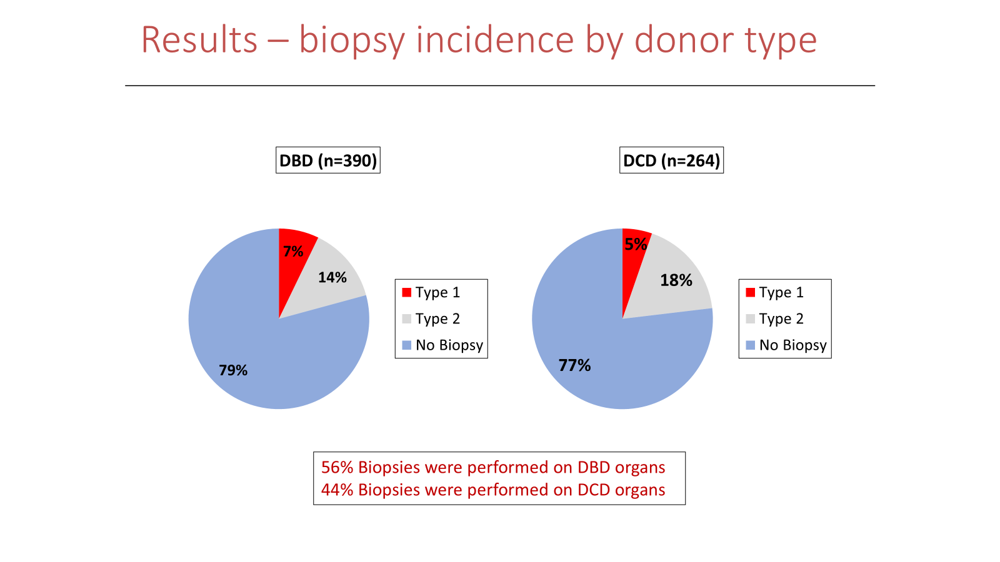 Results – biopsy incidence by donor type
DBD (n=390)
7%
14%
79%
Type 1
Type 2
No Biopsy
DCD (n=264)
5%
18%
77%
Type 1
Type 2
No Biopsy
56% Biopsies were performed on DBD organs
44% Biopsies were performed on DCD organs